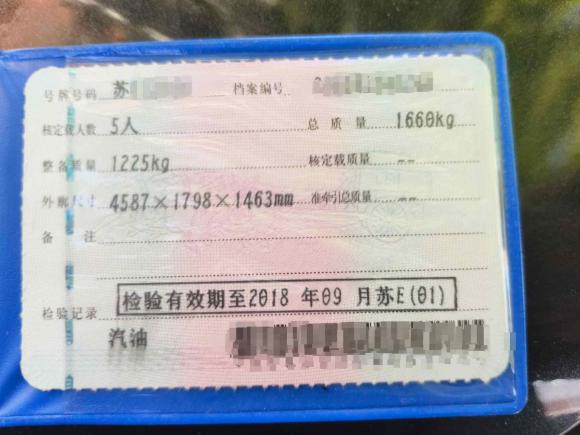 号牌号码 苏 档案编号
核定载人数 5人 总质量 1660kg
整备质量 1225kg 核定载质量 --
外廓尺寸 4587×1798×1463mm 准牵引总质量 --
备注
检验记录 检验有效期至2018 年09 月苏E(01)
汽油